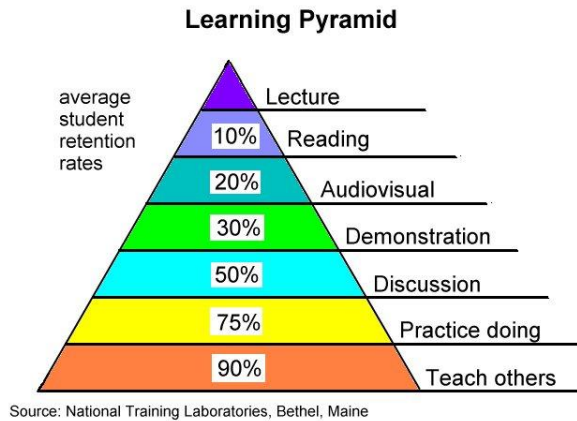 Learning Pyramid
average
student
retention
rates
Lecture
10% Reading
20% Audiovisual
30% Demonstration
50% Discussion
75% Practice doing
90% Teach others
Source: National Training Laboratories, Bethel, Maine